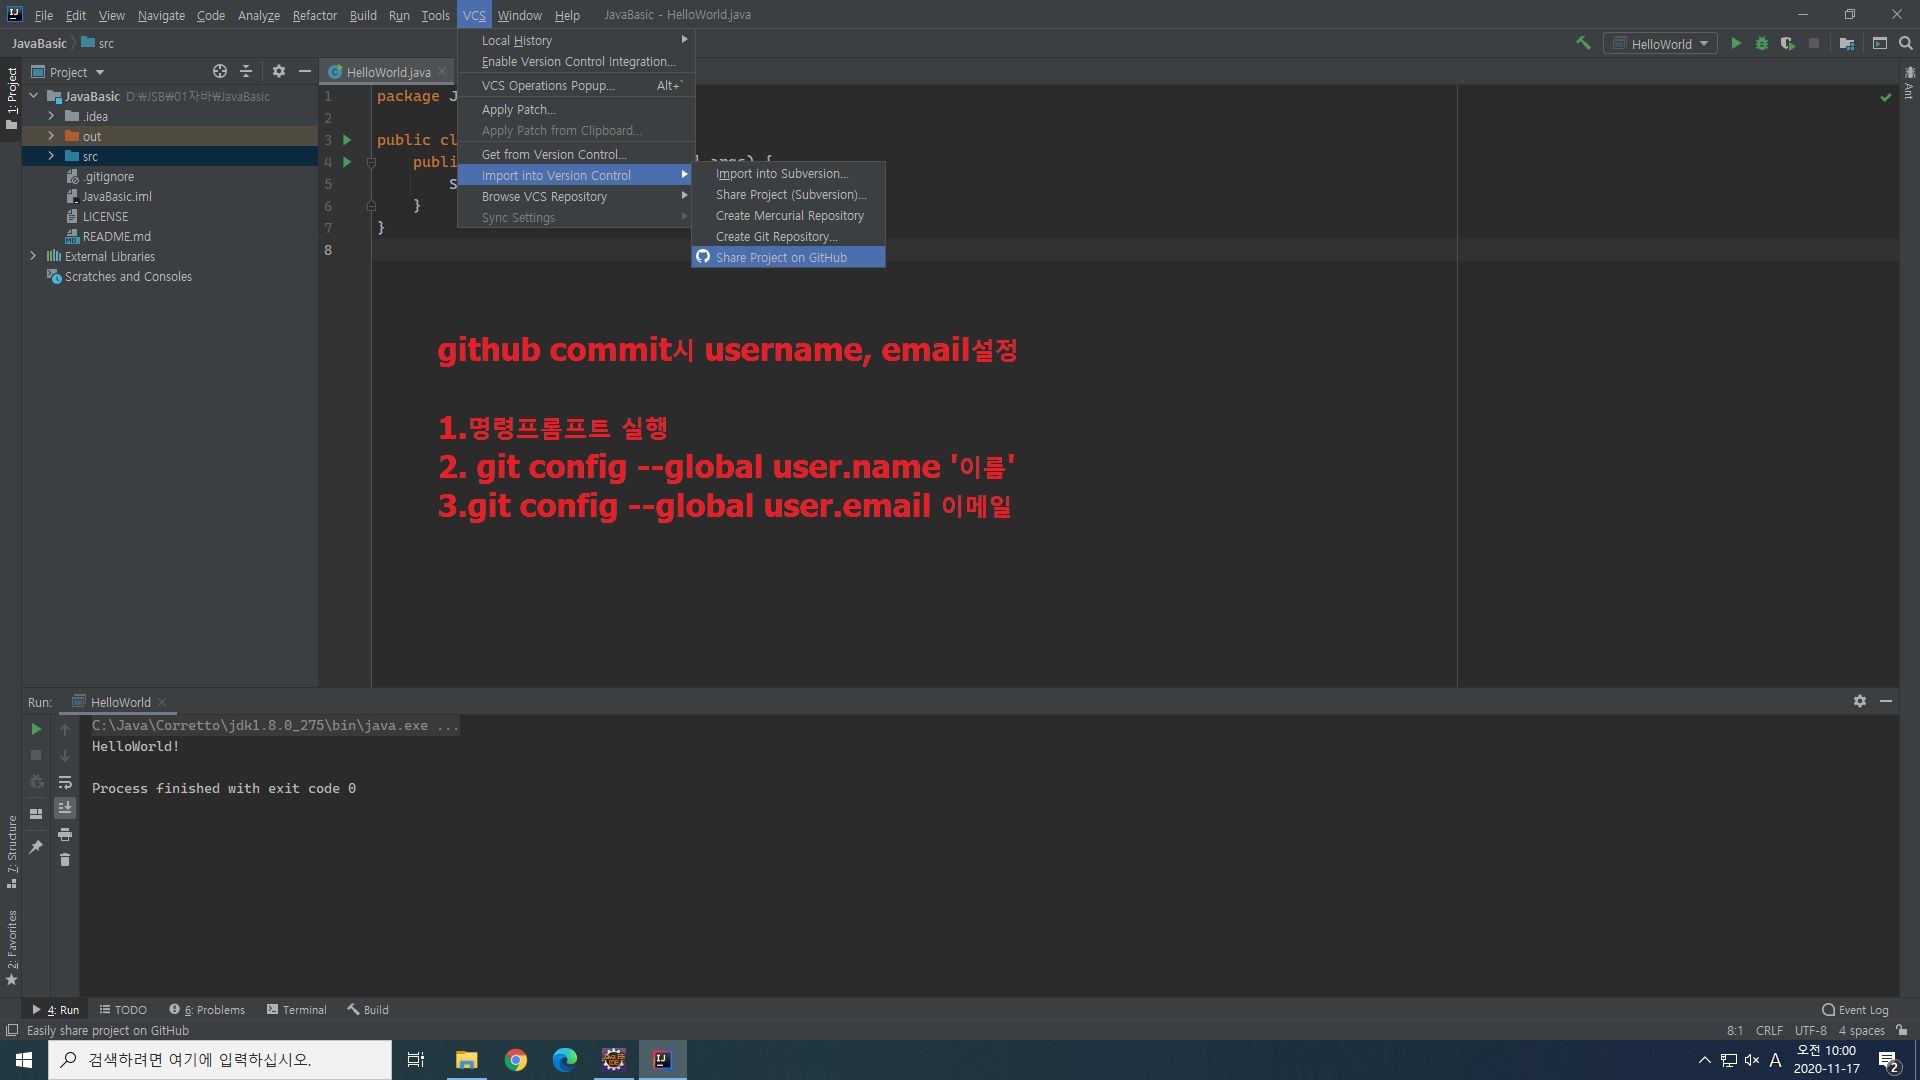 File Edit View Navigate Code Analyze Refactor Build Run Tools VCS Window Help JavaBasic - HelloWorld.java
JavaBasic src
HelloWorld
1: Project
Project
HelloWorld.java
JavaBasic D:₩JSB₩01자바₩JavaBasic
.idea
out
src
.gitignore
JavaBasic.iml
LICENSE
README.md
External Libraries
Scratches and Consoles
1 package J
2
3 public cl
4 publi args) {
5 S
6 }
7 }
8
Local History
Enable Version Control Integration...
VCS Operations Popup... Alt+`
Apply Patch...
Apply Patch from Clipboard...
Get from Version Control...
Import into Version Control
Browse VCS Repository
Sync Settings
Import into Subversion...
Share Project (Subversion)...
Create Mercurial Repository
Create Git Repository...
Share Project on GitHub
Ant
github commit시 username, email설정
1.명령프롬프트 실행
2. git config --global user.name '이름'
3.git config --global user.email 이메일
Run: HelloWorld
C:\Java\Corretto\jdk1.8.0_275\bin\java.exe ...
HelloWorld!
Process finished with exit code 0
7: Structure
2: Favorites
4: Run TODO 6: Problems Terminal Build Event Log
Easily share project on GitHub 8:1 CRLF UTF-8 4 spaces
검색하려면 여기에 입력하십시오.
A
오전 10:00
2020-11-17
2